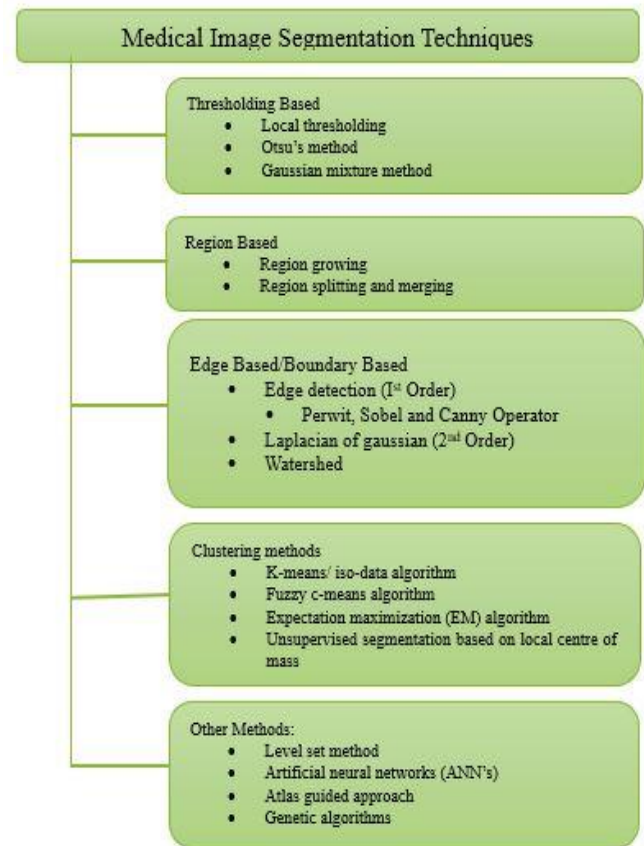 Medical Image Segmentation Techniques
Thresholding Based
• Local thresholding
• Otsu's method
• Gaussian mixture method
Region Based
• Region growing
• Region splitting and merging
Edge Based/Boundary Based
• Edge detection (Iˢᵗ Order)
• Perwit, Sobel and Canny Operator
• Laplacian of gaussian (2ⁿᵈ Order)
• Watershed
Clustering methods
• K-means/ iso-data algorithm
• Fuzzy c-means algorithm
• Expectation maximization (EM) algorithm
• Unsupervised segmentation based on local centre of
mass
Other Methods:
• Level set method
• Artificial neural networks (ANN's)
• Atlas guided approach
• Genetic algorithms